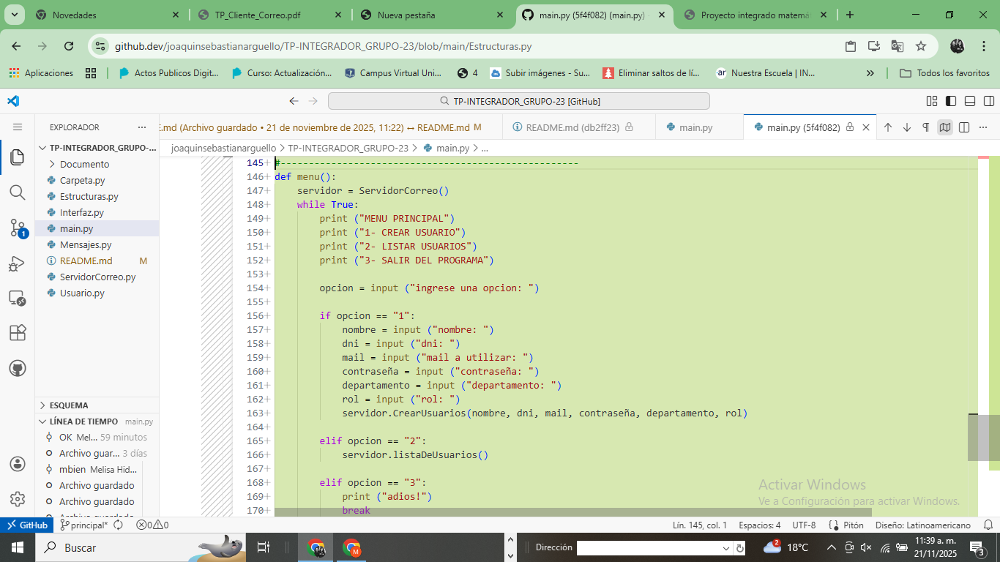 Novedades
TP_Cliente_Correo.pdf
Nueva pestaña
main.py (5f4f082) (main.py)
Proyecto integrado matemá
github.dev/joaquinsebastianarguello/TP-INTEGRADOR_GRUPO-23/blob/main/Estructuras.py
Aplicaciones
Actos Publicos Digit...
Curso: Actualización...
Campus Virtual Uni...
4
Subir imágenes - Su...
Eliminar saltos de lí...
ar Nuestra Escuela | IN...
Todos los favoritos
TP-INTEGRADOR_GRUPO-23 [GitHub]
EXPLORADOR
E.md (Archivo guardado • 21 de noviembre de 2025, 11:22) ↔ README.md M
README.md (db2ff23)
main.py
main.py (5f4f082)
TP-INTEGRADOR_GRUPO-...
joaquinsebastianarguello > TP-INTEGRADOR_GRUPO-23 > main.py > ...
Documento
Carpeta.py
Estructuras.py
Interfaz.py
main.py
Mensajes.py
README.md M
ServidorCorreo.py
Usuario.py
1
ESQUEMA
LÍNEA DE TIEMPO main.py
OK Mel... 59 minutos
Archivo guar... 3 días
mbien Melisa Hid...
Archivo guardado
Archivo guardado
Archivo guardado
145+ #-----------------------------------------------------
146+ def menu():
147+ servidor = ServidorCorreo()
148+ while True:
149+ print ("MENU PRINCIPAL")
150+ print ("1- CREAR USUARIO")
151+ print ("2- LISTAR USUARIOS")
152+ print ("3- SALIR DEL PROGRAMA")
153+
154+ opcion = input ("ingrese una opcion: ")
155+
156+ if opcion == "1":
157+ nombre = input ("nombre: ")
158+ dni = input ("dni: ")
159+ mail = input ("mail a utilizar: ")
160+ contraseña = input ("contraseña: ")
161+ departamento = input ("departamento: ")
162+ rol = input ("rol: ")
163+ servidor.CrearUsuarios(nombre, dni, mail, contraseña, departamento, rol)
164+
165+ elif opcion == "2":
166+ servidor.listaDeUsuarios()
167+
168+ elif opcion == "3":
169+ print ("adios!")
170+ break
Activar Windows
Ve a Configuración para activar Windows.
GitHub
principal*
0 0
Lín. 145, col. 1
Espacios: 4
UTF-8
Pitón
Diseño: Latinoamericano
Buscar
M
Dirección
2
18°C
11:39 a. m.
21/11/2025
3